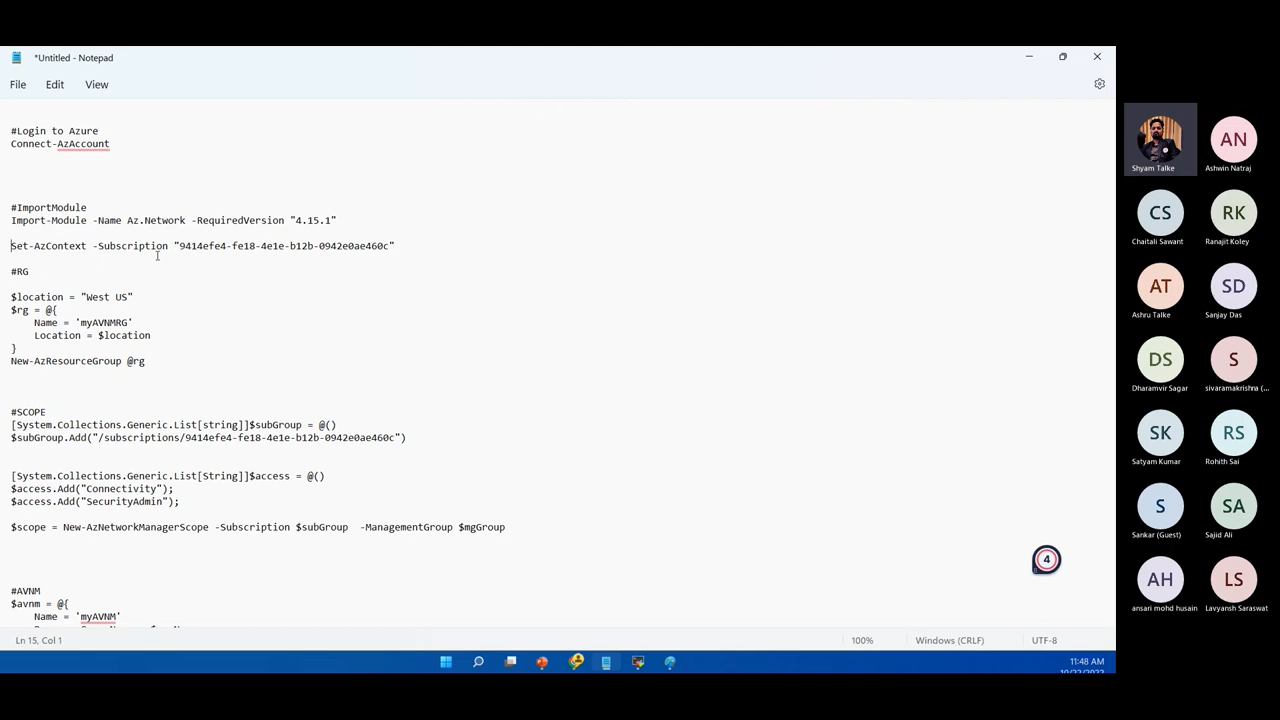 *Untitled - Notepad
File Edit View
#Login to Azure
Connect-AzAccount
#ImportModule
Import-Module -Name Az.Network -RequiredVersion "4.15.1"
Set-AzContext -Subscription "9414efe4-fe18-4e1e-b12b-0942e0ae460c"
#RG
$location = "West US"
$rg = @{
    Name = 'myAVNMRG'
    Location = $location
}
New-AzResourceGroup @rg
#SCOPE
[System.Collections.Generic.List[string]]$subGroup = @()
$subGroup.Add("/subscriptions/9414efe4-fe18-4e1e-b12b-0942e0ae460c")
[System.Collections.Generic.List[String]]$access = @()
$access.Add("Connectivity");
$access.Add("SecurityAdmin");
$scope = New-AzNetworkManagerScope -Subscription $subGroup  -ManagementGroup $mgGroup
#AVNM
$avnm = @{
    Name = 'myAVNM'
4
Ln 15, Col 1
100%
Windows (CRLF)
UTF-8
11:48 AM
Shyam Talke
AN
Ashwin Natraj
CS
Chaitali Sawant
RK
Ranajit Koley
AT
Ashru Talke
SD
Sanjay Das
DS
Dharamvir Sagar
S
sivaramakrishna (...
SK
Satyam Kumar
RS
Rohith Sai
S
Sankar (Guest)
SA
Sajid Ali
AH
ansari mohd husain
LS
Lavyansh Saraswat